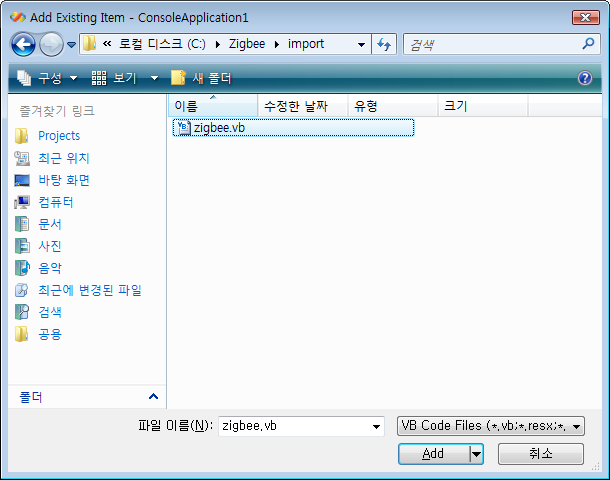 Add Existing Item - ConsoleApplication1
« 로컬 디스크 (C:) Zigbee import 검색
구성 보기 새 폴더
즐겨찾기 링크
이름 수정한 날짜 유형 크기
zigbee.vb
Projects
최근 위치
바탕 화면
컴퓨터
문서
사진
음악
최근에 변경된 파일
검색
공용
폴더
파일 이름(N): zigbee.vb VB Code Files (*.vb;*.resx;*.
Add 취소